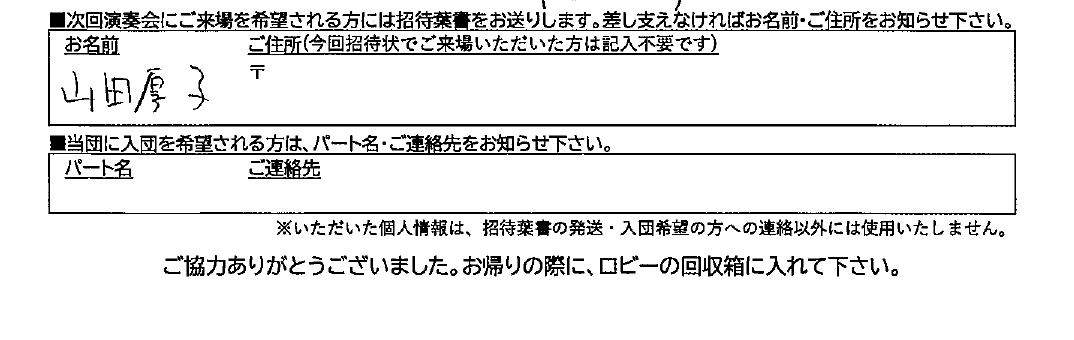 ■次回演奏会にご来場を希望される方には招待葉書をお送りします。差し支えなければお名前・ご住所をお知らせ下さい。
お名前 ご住所(今回招待状でご来場いただいた方は記入不要です)
〒
山田厚子
■当団に入団を希望される方は、パート名・ご連絡先をお知らせ下さい。
パート名 ご連絡先
※いただいた個人情報は、招待葉書の発送・入団希望の方への連絡以外には使用いたしません。
ご協力ありがとうございました。お帰りの際に、ロビーの回収箱に入れて下さい。